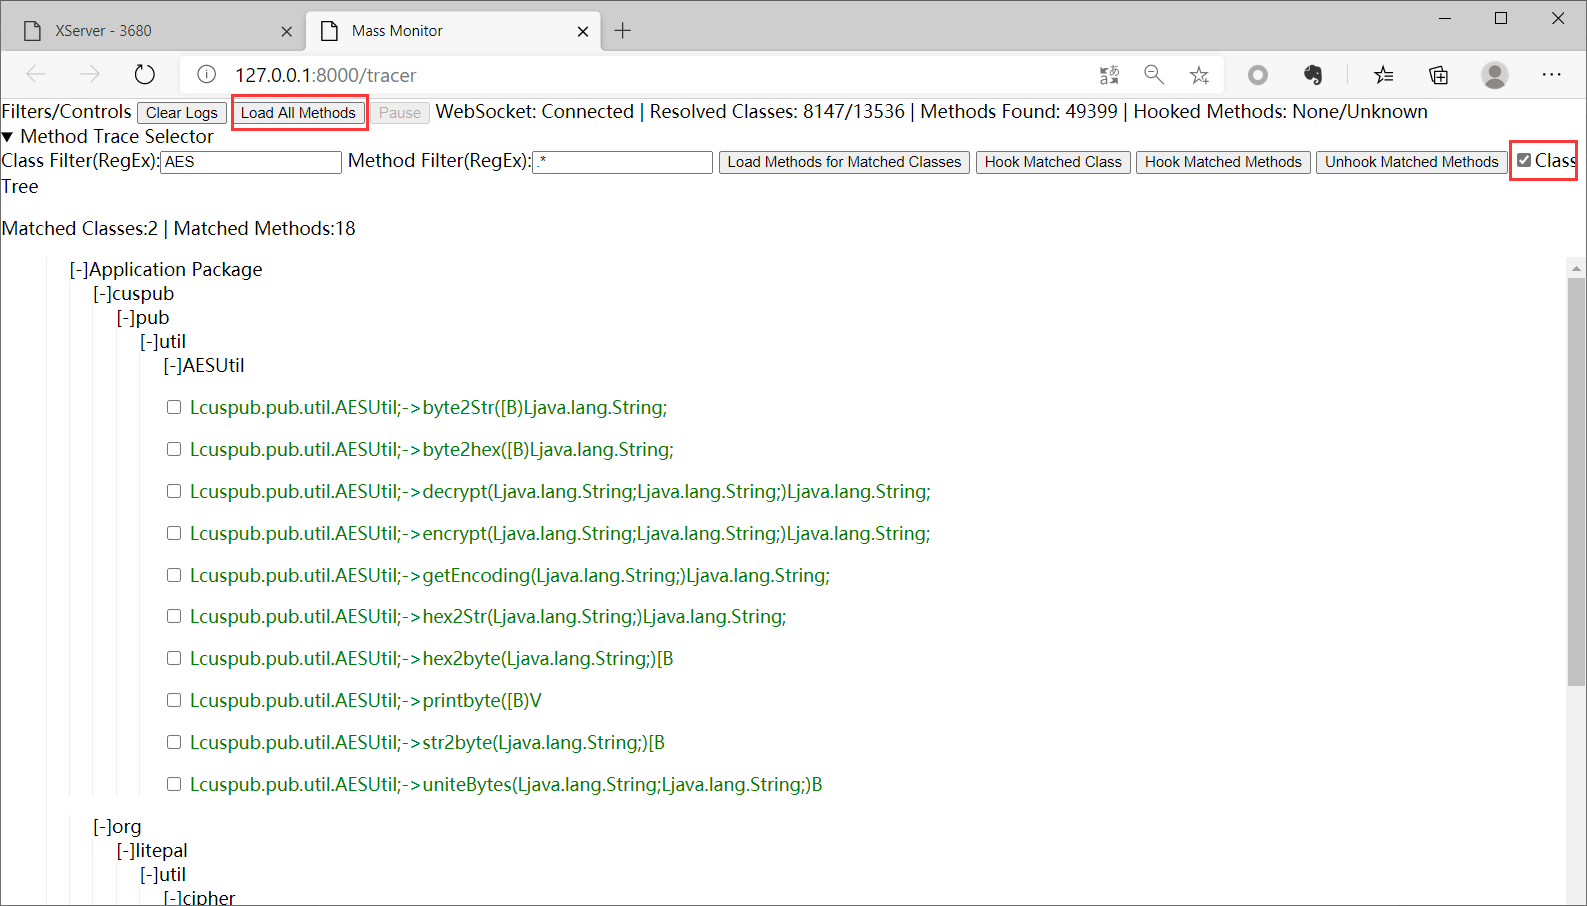 XServer - 3680
Mass Monitor
127.0.0.1:8000/tracer
Filters/Controls Clear Logs Load All Methods Pause WebSocket: Connected | Resolved Classes: 8147/13536 | Methods Found: 49399 | Hooked Methods: None/Unknown
▼ Method Trace Selector
Class Filter(RegEx): AES Method Filter(RegEx): .* Load Methods for Matched Classes Hook Matched Class Hook Matched Methods Unhook Matched Methods Class
Tree
Matched Classes:2 | Matched Methods:18
[-]Application Package
[-]cuspub
[-]pub
[-]util
[-]AESUtil
Lcuspub.pub.util.AESUtil;->byte2Str([B)Ljava.lang.String;
Lcuspub.pub.util.AESUtil;->byte2hex([B)Ljava.lang.String;
Lcuspub.pub.util.AESUtil;->decrypt(Ljava.lang.String;Ljava.lang.String;)Ljava.lang.String;
Lcuspub.pub.util.AESUtil;->encrypt(Ljava.lang.String;Ljava.lang.String;)Ljava.lang.String;
Lcuspub.pub.util.AESUtil;->getEncoding(Ljava.lang.String;)Ljava.lang.String;
Lcuspub.pub.util.AESUtil;->hex2Str(Ljava.lang.String;)Ljava.lang.String;
Lcuspub.pub.util.AESUtil;->hex2byte(Ljava.lang.String;)[B
Lcuspub.pub.util.AESUtil;->printbyte([B)V
Lcuspub.pub.util.AESUtil;->str2byte(Ljava.lang.String;)[B
Lcuspub.pub.util.AESUtil;->uniteBytes(Ljava.lang.String;Ljava.lang.String;)B
[-]org
[-]litepal
[-]util
[-]cipher